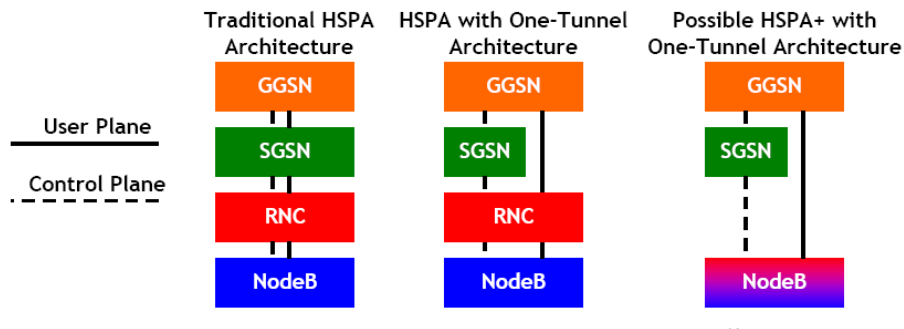 Traditional HSPA
Architecture
HSPA with One-Tunnel
Architecture
Possible HSPA+ with
One-Tunnel Architecture
User Plane
Control Plane
GGSN
SGSN
RNC
NodeB
GGSN
SGSN
RNC
NodeB
GGSN
SGSN
NodeB